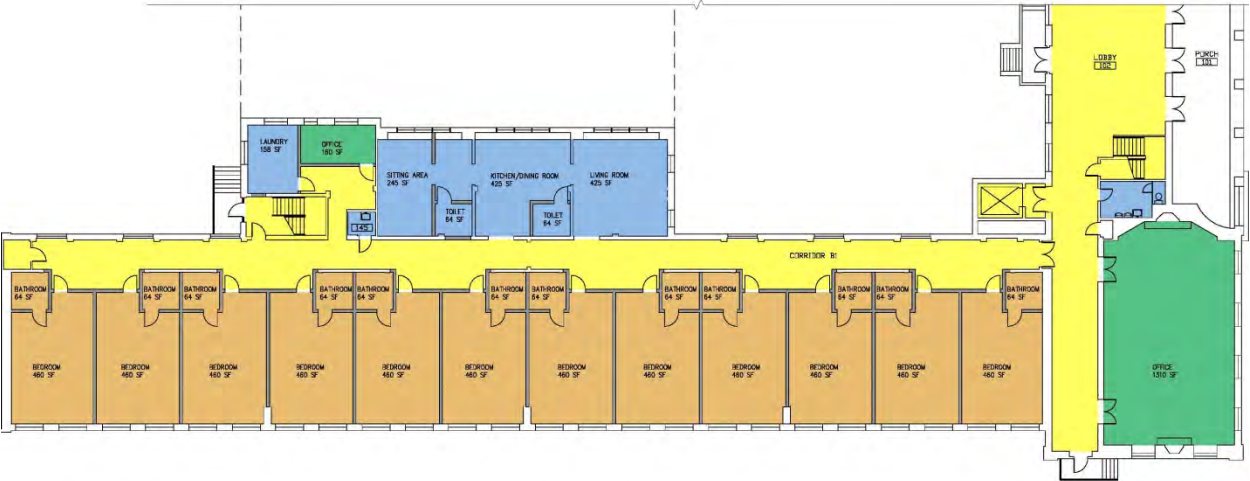 LOBBY
102
PORCH
101
LAUNDRY
OFFICE
SITTING AREA
245 SF
KITCHEN/DINING ROOM
425 SF
LIVING ROOM
425 SF
TOILET
64 SF
TOILET
64 SF
CORRIDOR B1
BATHROOM
64 SF
BATHROOM
64 SF
BATHROOM
64 SF
BATHROOM
64 SF
BATHROOM
64 SF
BATHROOM
64 SF
BATHROOM
64 SF
BATHROOM
64 SF
BATHROOM
64 SF
BATHROOM
64 SF
BATHROOM
64 SF
BATHROOM
64 SF
BEDROOM
460 SF
BEDROOM
460 SF
BEDROOM
460 SF
BEDROOM
460 SF
BEDROOM
460 SF
BEDROOM
460 SF
BEDROOM
460 SF
BEDROOM
460 SF
BEDROOM
460 SF
BEDROOM
460 SF
BEDROOM
460 SF
BEDROOM
460 SF
OFFICE
1310 SF